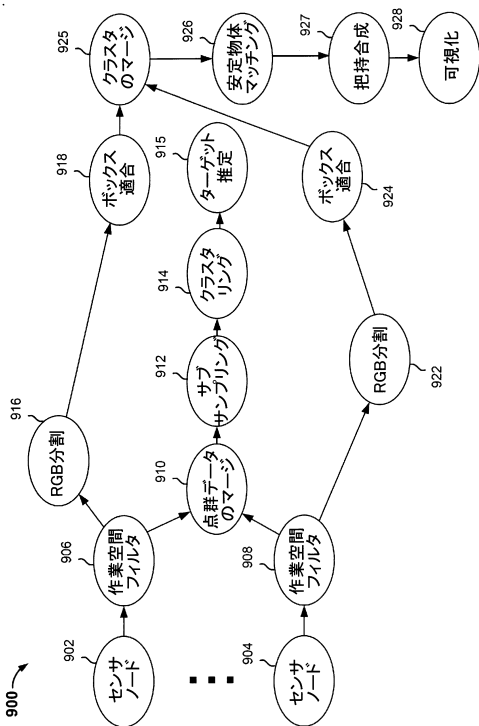 900
902
センサ
ノード
904
センサ
ノード
906
作業空間
フィルタ
908
作業空間
フィルタ
916
RGB分割
910
点群データ
のマージ
912
サブ
サンプリング
914
クラスタ
リング
915
ターゲット
推定
922
RGB分割
918
ボックス
適合
924
ボックス
適合
925
クラスタ
のマージ
926
安定物体
マッチング
927
把持合成
928
可視化